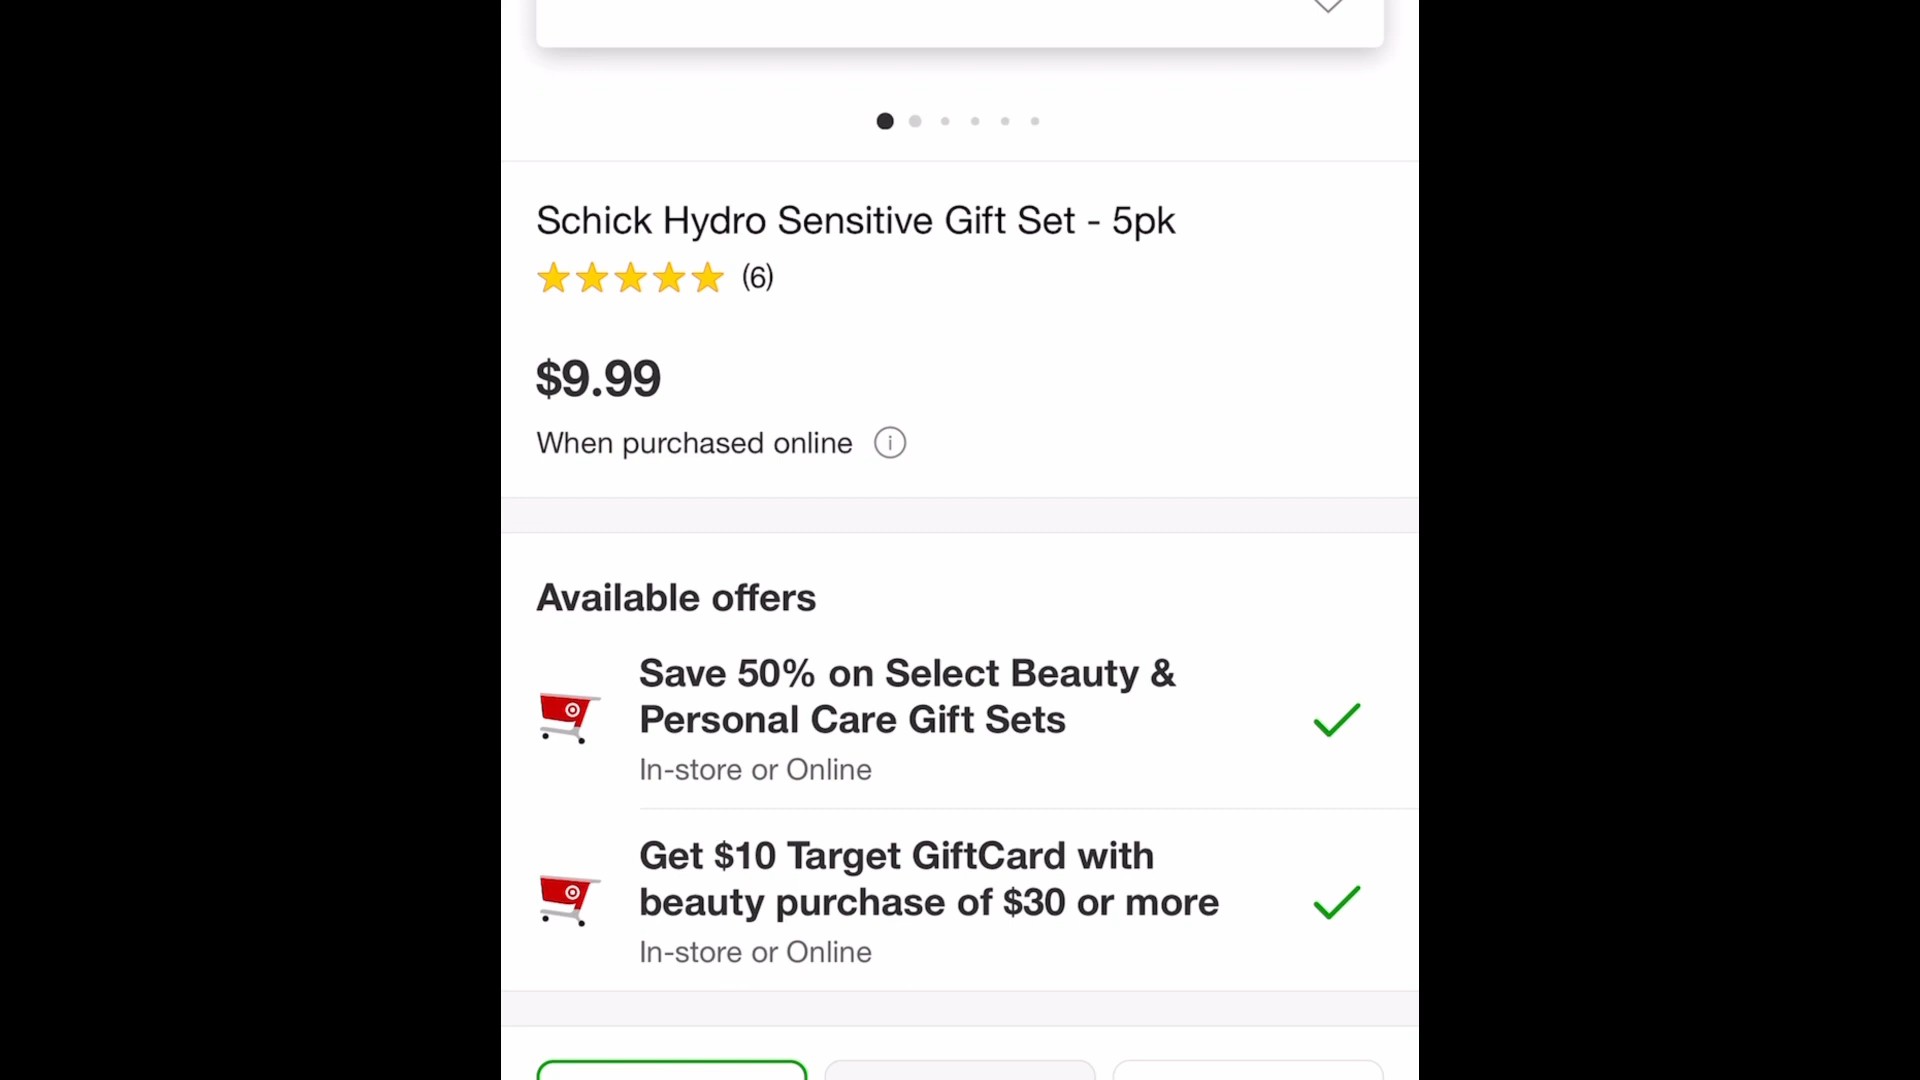 Schick Hydro Sensitive Gift Set - 5pk
(6)
$9.99
When purchased online
Available offers
Save 50% on Select Beauty &
Personal Care Gift Sets
In-store or Online
Get $10 Target GiftCard with
beauty purchase of $30 or more
In-store or Online